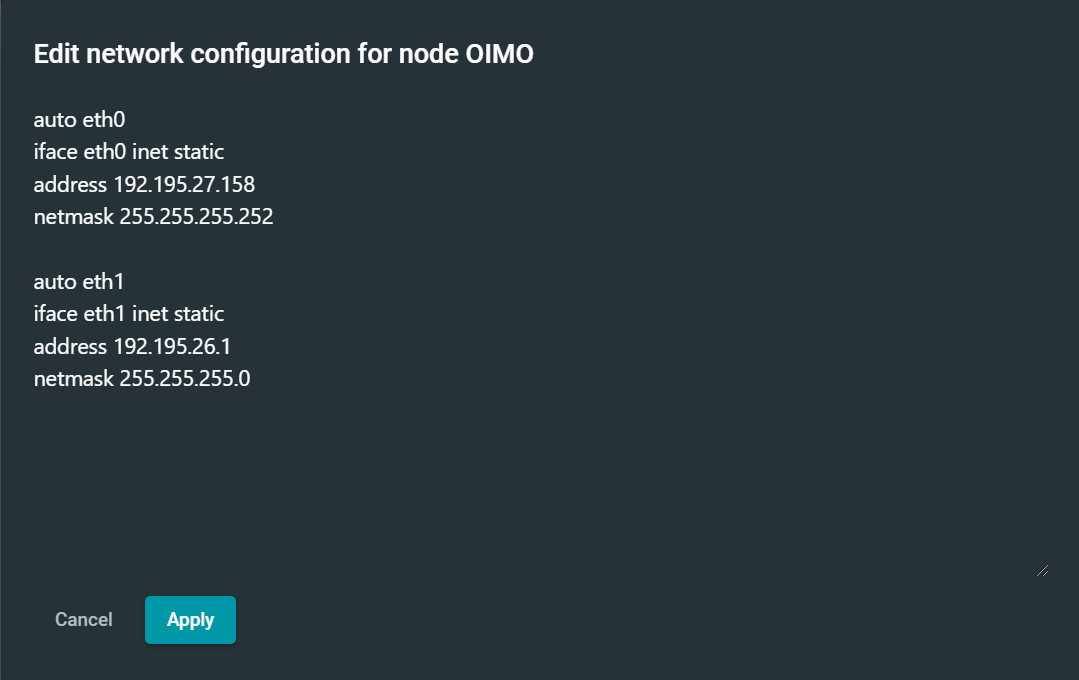 Edit network configuration for node OIMO
auto eth0
iface eth0 inet static
address 192.195.27.158
netmask 255.255.255.252
auto eth1
iface eth1 inet static
address 192.195.26.1
netmask 255.255.255.0
Cancel
Apply